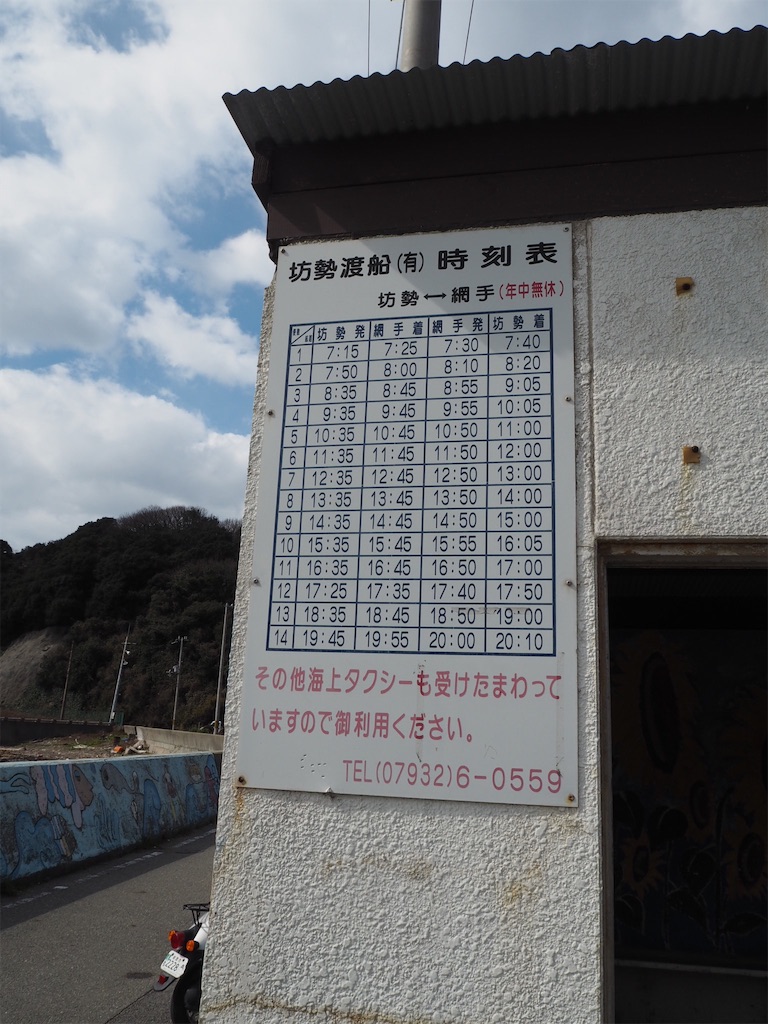 坊勢渡船(有) 時刻表
坊勢↔網手(年中無休)
坊勢発 網手着 網手発 坊勢着
1 7:15 7:25 7:30 7:40
2 7:50 8:00 8:10 8:20
3 8:35 8:45 8:55 9:05
4 9:35 9:45 9:55 10:05
5 10:35 10:45 10:50 11:00
6 11:35 11:45 11:50 12:00
7 12:35 12:45 12:50 13:00
8 13:35 13:45 13:50 14:00
9 14:35 14:45 14:50 15:00
10 15:35 15:45 15:55 16:05
11 16:35 16:45 16:50 17:00
12 17:25 17:35 17:40 17:50
13 18:35 18:45 18:50 19:00
14 19:45 19:55 20:00 20:10
その他海上タクシーも受けたまわって
いますので御利用ください。
TEL(07932)6-0559